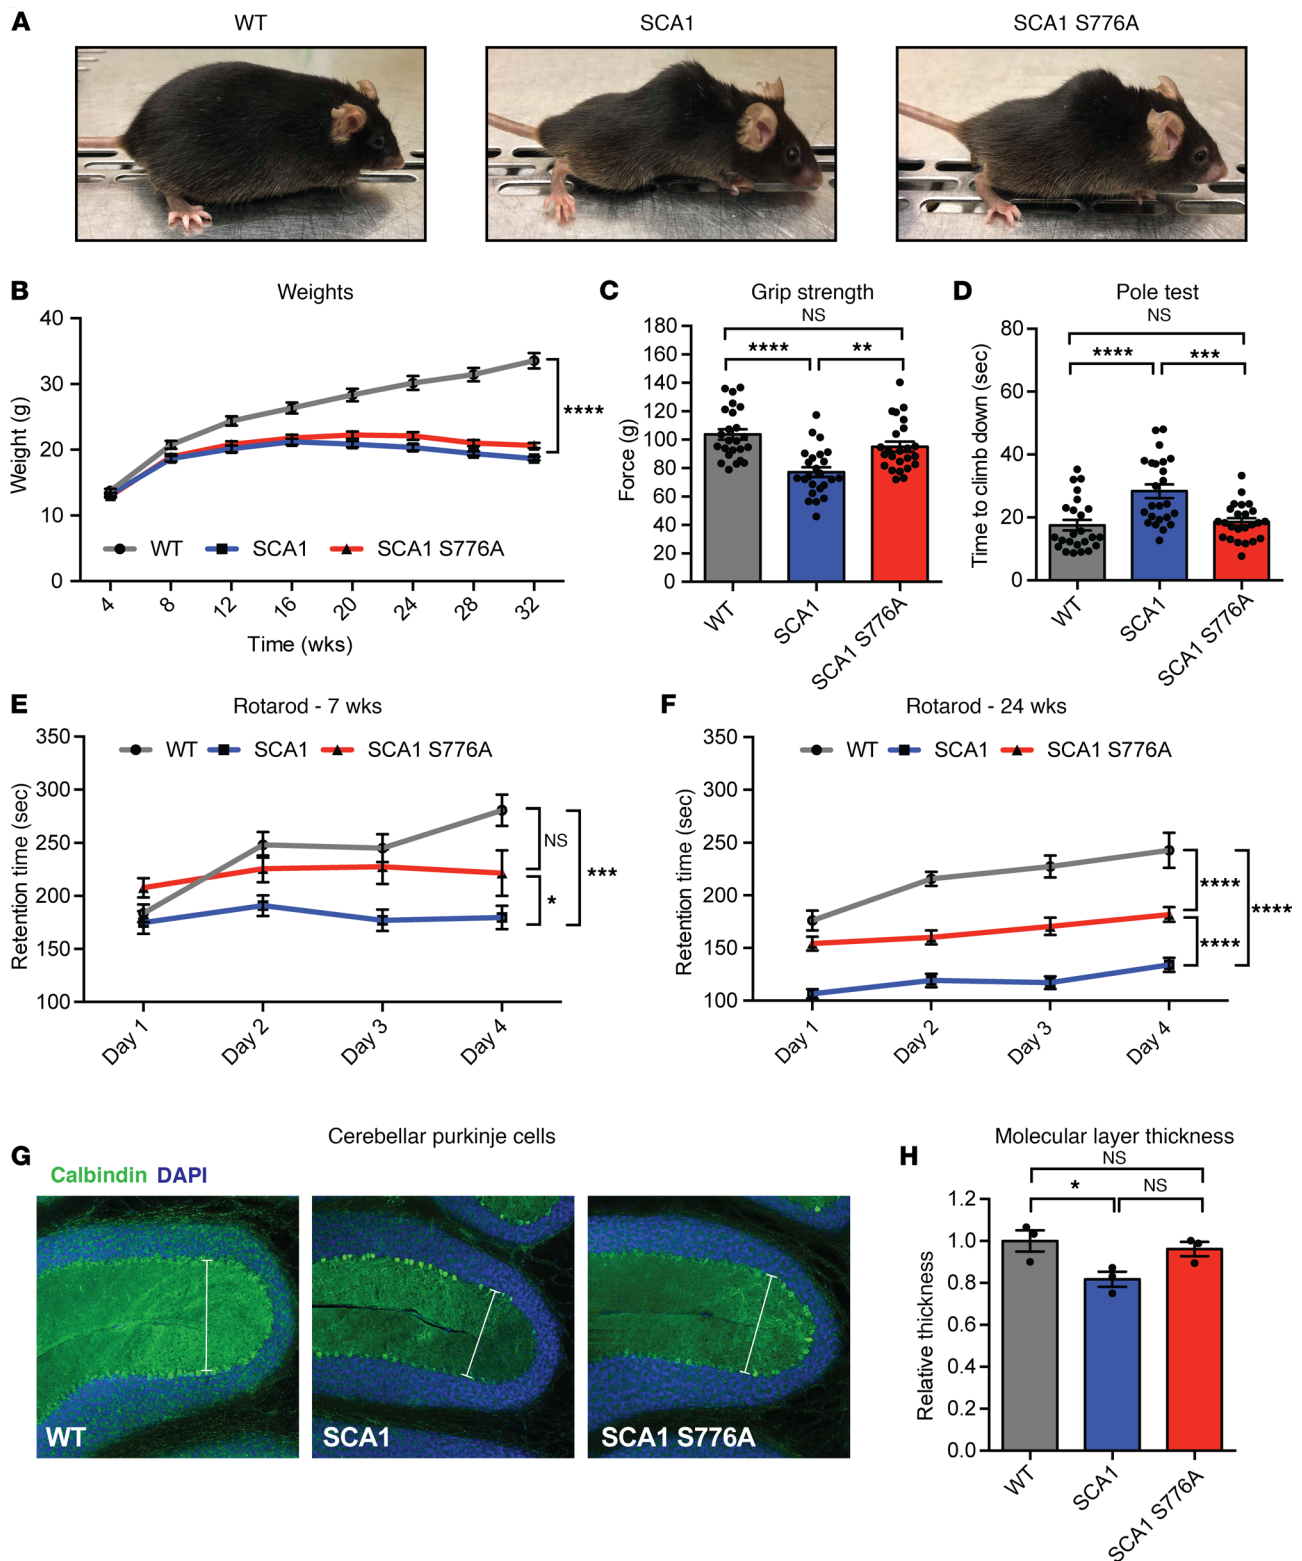 A
WT
SCA1
SCA1 S776A
B
Weights
Weight (g)
40
30
20
10
0
****
WT
SCA1
SCA1 S776A
4
8
12
16
20
24
28
32
Time (wks)
C
Grip strength
NS
****
**
Force (g)
180
160
140
120
100
80
60
40
20
0
WT
SCA1
SCA1 S776A
D
Pole test
NS
****
***
Time to climb down (sec)
80
60
40
20
0
WT
SCA1
SCA1 S776A
E
Rotarod - 7 wks
WT
SCA1
SCA1 S776A
Retention time (sec)
350
300
250
200
150
100
NS
*
***
Day 1
Day 2
Day 3
Day 4
F
Rotarod - 24 wks
WT
SCA1
SCA1 S776A
Retention time (sec)
350
300
250
200
150
100
****
****
****
Day 1
Day 2
Day 3
Day 4
G
Cerebellar purkinje cells
Calbindin DAPI
WT
SCA1
SCA1 S776A
H
Molecular layer thickness
NS
*
NS
Relative thickness
1.2
1.0
0.8
0.6
0.4
0.2
0.0
WT
SCA1
SCA1 S776A